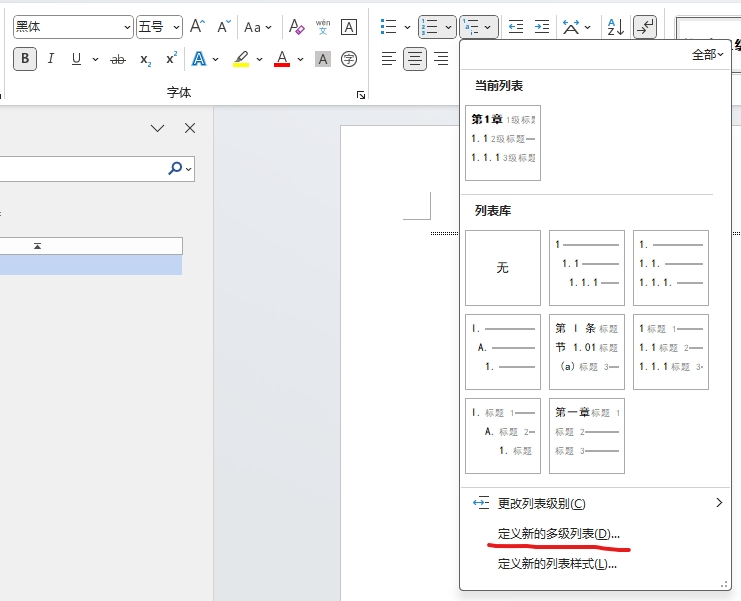 黑体 五号 A A Aa A wén 文 A
B I U ab x₂ x² A A A 字
字体
全部
当前列表
第1章 1级标题
1.1 2级标题
1.1.1 3级标题
列表库
无
1
1.1
1.1.1
1.
1.1.
1.1.1.
I.
A.
1.
第 I 条 标题
节 1.01 标题
(a) 标题 3
1 标题 1
1.1 标题 2
1.1.1 标题 3
I. 标题 1
A. 标题 2
1. 标题
第一章 标题 1
标题 2
标题 3
更改列表级别(C)
定义新的多级列表(D)...
定义新的列表样式(L)...